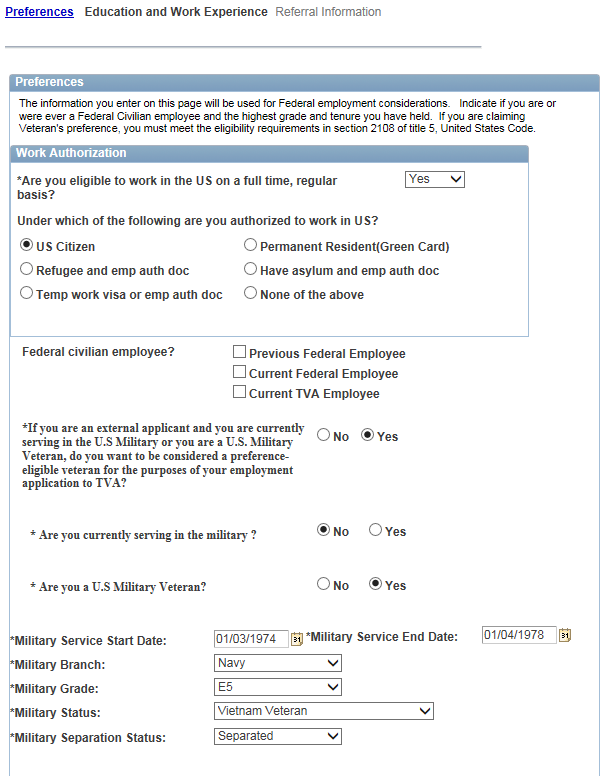 Preferences Education and Work Experience Referral Information
Preferences
The information you enter on this page will be used for Federal employment considerations. Indicate if you are or
were ever a Federal Civilian employee and the highest grade and tenure you have held. If you are claiming
Veteran's preference, you must meet the eligibility requirements in section 2108 of title 5, United States Code.
Work Authorization
*Are you eligible to work in the US on a full time, regular
basis?
Yes
Under which of the following are you authorized to work in US?
US Citizen Permanent Resident(Green Card)
Refugee and emp auth doc Have asylum and emp auth doc
Temp work visa or emp auth doc None of the above
Federal civilian employee? Previous Federal Employee
Current Federal Employee
Current TVA Employee
*If you are an external applicant and you are currently
serving in the U.S Military or you are a U.S. Military
Veteran, do you want to be considered a preference-
eligible veteran for the purposes of your employment
application to TVA?
No Yes
* Are you currently serving in the military ? No Yes
* Are you a U.S Military Veteran? No Yes
*Military Service Start Date: 01/03/1974 31 *Military Service End Date: 01/04/1978 31
*Military Branch: Navy
*Military Grade: E5
*Military Status: Vietnam Veteran
*Military Separation Status: Separated